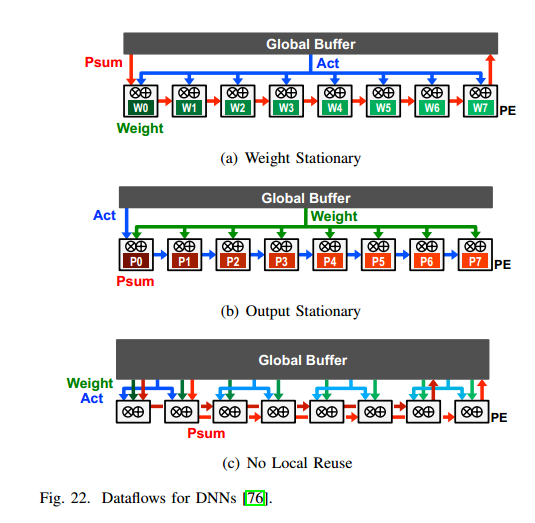 Global Buffer
Psum
Act
W0 W1 W2 W3 W4 W5 W6 W7 PE
Weight
(a) Weight Stationary
Global Buffer
Act
Weight
P0 P1 P2 P3 P4 P5 P6 P7 PE
Psum
(b) Output Stationary
Global Buffer
Weight
Act
PE
Psum
(c) No Local Reuse
Fig. 22. Dataflows for DNNs [76].